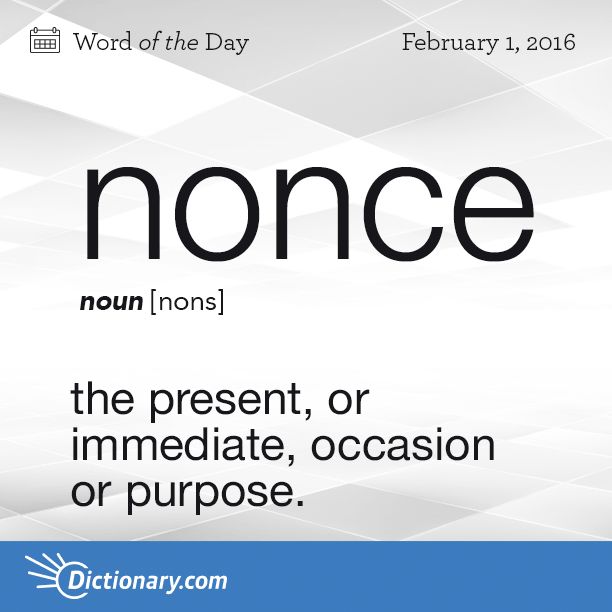 Word of the Day
February 1, 2016
nonce
noun [nons]
the present, or
immediate, occasion
or purpose.
Dictionary.com